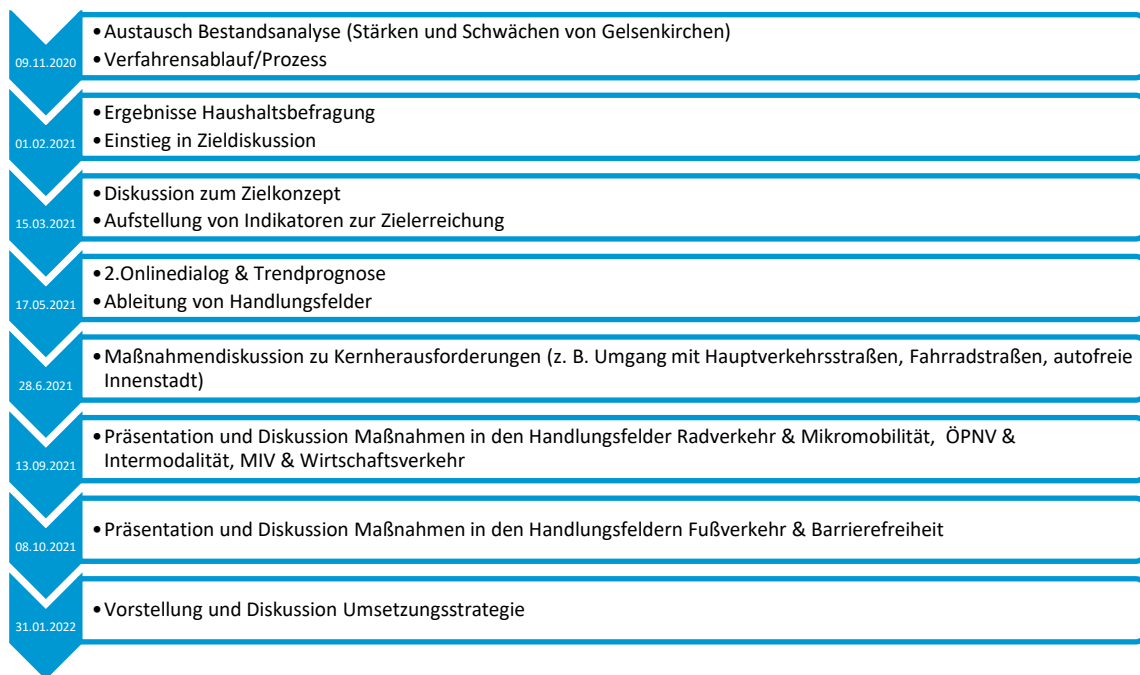 09.11.2020
•Austausch Bestandsanalyse (Stärken und Schwächen von Gelsenkirchen)
•Verfahrensablauf/Prozess
01.02.2021
•Ergebnisse Haushaltsbefragung
•Einstieg in Zieldiskussion
15.03.2021
•Diskussion zum Zielkonzept
•Aufstellung von Indikatoren zur Zielerreichung
17.05.2021
•2.Onlinedialog & Trendprognose
•Ableitung von Handlungsfelder
28.6.2021
•Maßnahmendiskussion zu Kernherausforderungen (z. B. Umgang mit Hauptverkehrsstraßen, Fahrradstraßen, autofreie
Innenstadt)
13.09.2021
•Präsentation und Diskussion Maßnahmen in den Handlungsfelder Radverkehr & Mikromobilität, ÖPNV &
Intermodalität, MIV & Wirtschaftsverkehr
08.10.2021
•Präsentation und Diskussion Maßnahmen in den Handlungsfeldern Fußverkehr & Barrierefreiheit
31.01.2022
•Vorstellung und Diskussion Umsetzungsstrategie